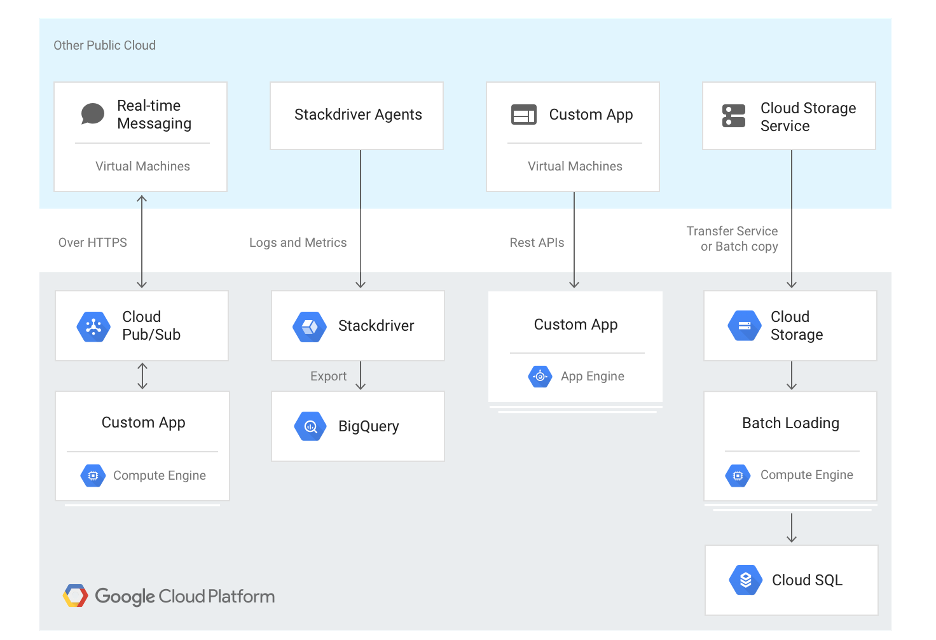 Other Public Cloud
Real-time
Messaging
Virtual Machines
Stackdriver Agents
Custom App
Virtual Machines
Cloud Storage
Service
Over HTTPS
Logs and Metrics
Rest APIs
Transfer Service
or Batch copy
Cloud
Pub/Sub
Stackdriver
Custom App
App Engine
Cloud
Storage
Export
Custom App
Compute Engine
BigQuery
Batch Loading
Compute Engine
Cloud SQL
Google Cloud Platform